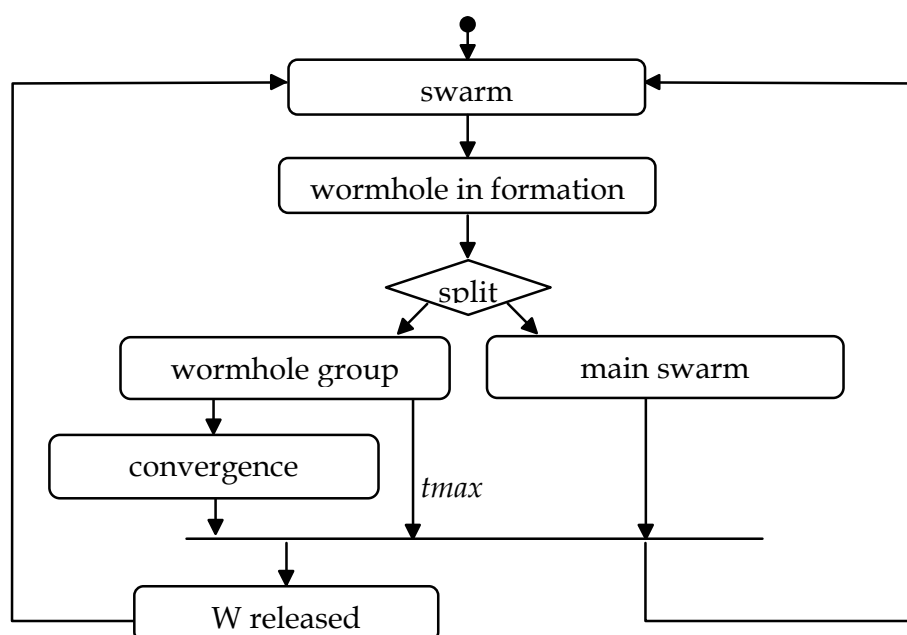 swarm
wormhole in formation
split
wormhole group
main swarm
convergence
tmax
W released